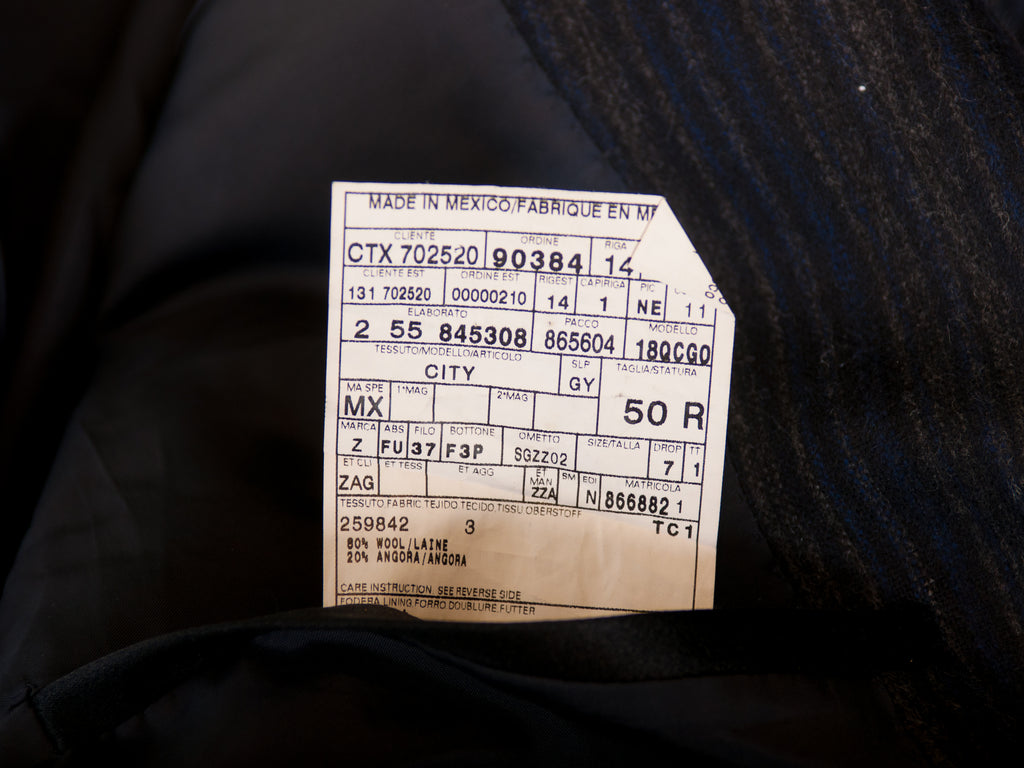 MADE IN MEXICO/FABRIQUE EN
CLIENTE ORDINE RIGA
CTX 702520 90384 14
CLIENTE EST ORDINE EST RIGEST CAPIRIGA PIC
131 702520 00000210 14 1 NE 11
ELABORATO PACCO MODELLO
2 55 845308 865604 18QCG0
TESSUTO/MODELLO/ARTICOLO SLP TAGLIA/STATURA
CITY GY 50 R
MA SPE 1°MAG 2°MAG
MX
MARCA ABS FILO BOTTONE OMETTO SIZE/TALLA DROP TT
Z FU 37 F3P SGZZ02 7 1
ET CLI ET TESS ET AGG ET MAN SM EDI MATRICOLA
ZAG ZZA N 866882 1
TESSUTO FABRIC TEJIDO TECIDO TISSU OBERSTOFF
259842 3 TC1
80% WOOL/LAINE
20% ANGORA/ANGORA
CARE INSTRUCTION SEE REVERSE SIDE
FODERA LINING FORRO DOUBLURE FUTTER